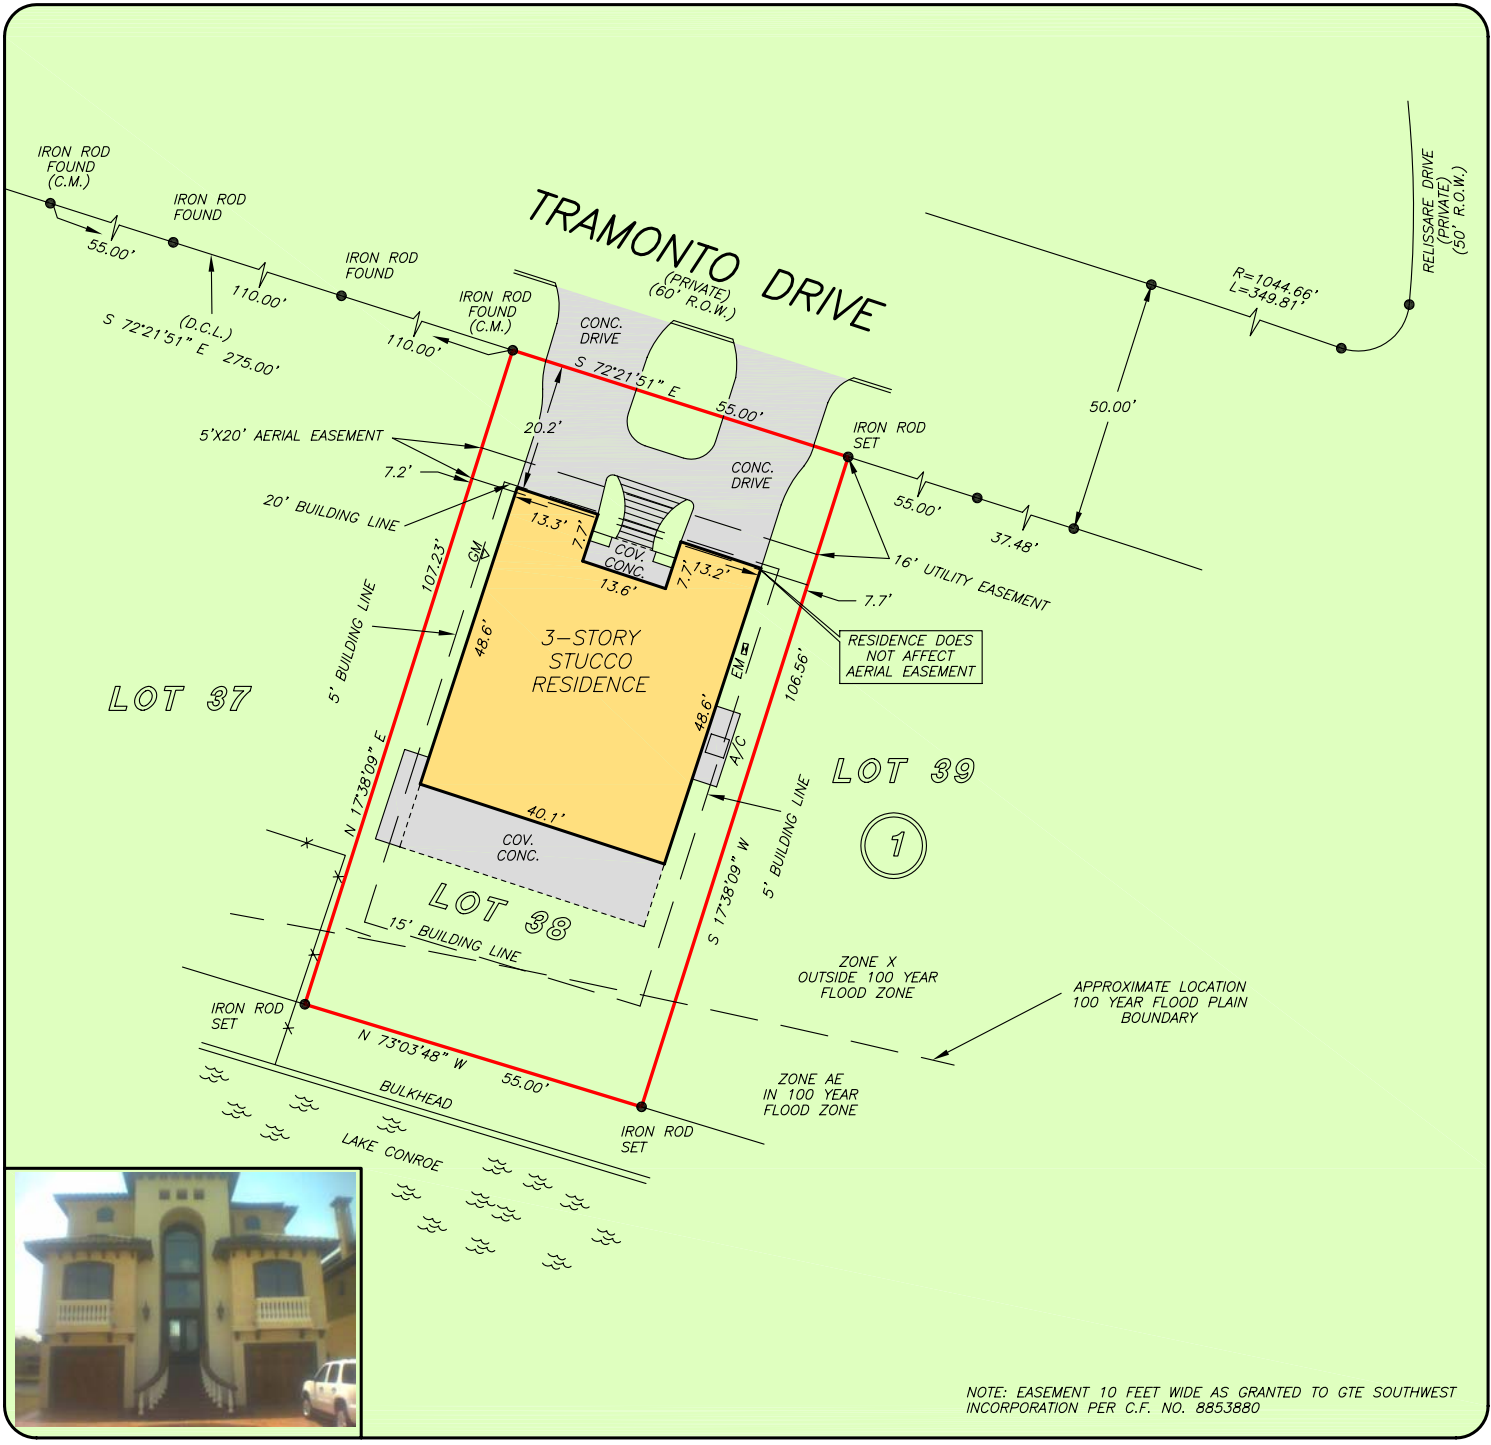 IRON ROD
FOUND
(C.M.)
IRON ROD
FOUND
IRON ROD
FOUND
IRON ROD
FOUND
(C.M.)
55.00'
110.00'
110.00'
(D.C.L.)
S 72°21'51" E 275.00'
TRAMONTO DRIVE
(PRIVATE)
(60' R.O.W.)
RELISSARE DRIVE
(PRIVATE)
(50' R.O.W.)
R=1044.66'
L=349.81'
50.00'
CONC.
DRIVE
S 72°21'51" E 55.00'
20.2'
IRON ROD
SET
CONC.
DRIVE
55.00'
37.48'
5'X20' AERIAL EASEMENT
7.2'
20' BUILDING LINE
13.3'
7.7'
COV.
CONC.
13.6'
7.7'
13.2'
16' UTILITY EASEMENT
7.7'
GM
107.23'
5' BUILDING LINE
48.6'
3-STORY
STUCCO
RESIDENCE
EM
RESIDENCE DOES
NOT AFFECT
AERIAL EASEMENT
106.56'
48.6'
A/C
LOT 37
N 17°38'09" E
LOT 39
1
5' BUILDING LINE
40.1'
COV.
CONC.
S 17°38'09" W
LOT 38
15' BUILDING LINE
ZONE X
OUTSIDE 100 YEAR
FLOOD ZONE
APPROXIMATE LOCATION
100 YEAR FLOOD PLAIN
BOUNDARY
IRON ROD
SET
N 73°03'48" W 55.00'
ZONE AE
IN 100 YEAR
FLOOD ZONE
BULKHEAD
IRON ROD
SET
LAKE CONROE
NOTE: EASEMENT 10 FEET WIDE AS GRANTED TO GTE SOUTHWEST
INCORPORATION PER C.F. NO. 8853880